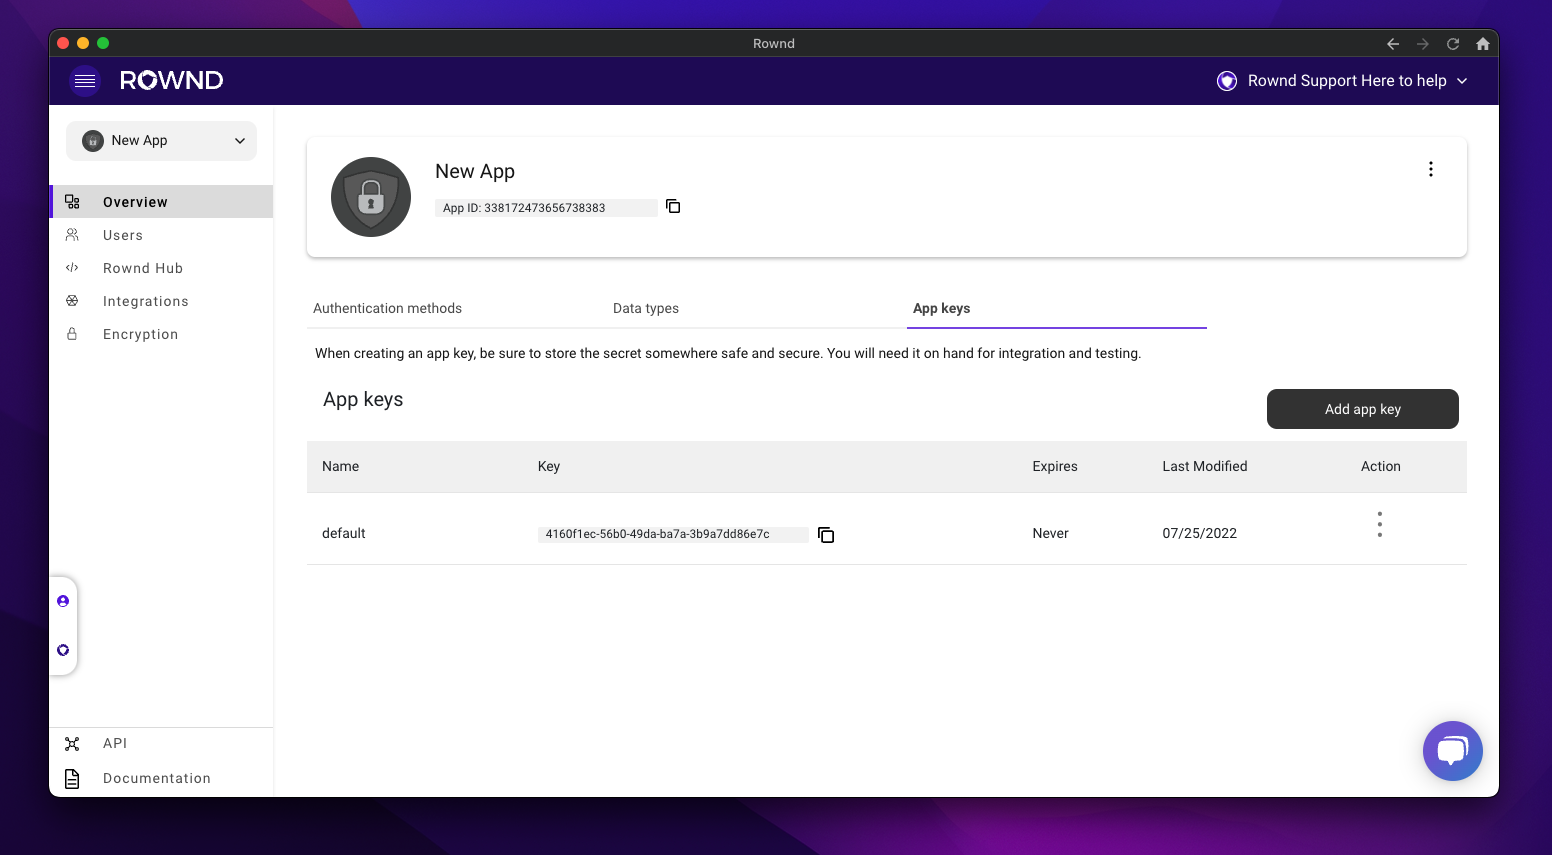 Rownd
ROWND
Rownd Support Here to help
New App
Overview
Users
Rownd Hub
Integrations
Encryption
API
Documentation
New App
App ID: 338172473656738383
Authentication methods Data types App keys
When creating an app key, be sure to store the secret somewhere safe and secure. You will need it on hand for integration and testing.
App keys
Add app key
Name Key Expires Last Modified Action
default 4160f1ec-56b0-49da-ba7a-3b9a7dd86e7c Never 07/25/2022